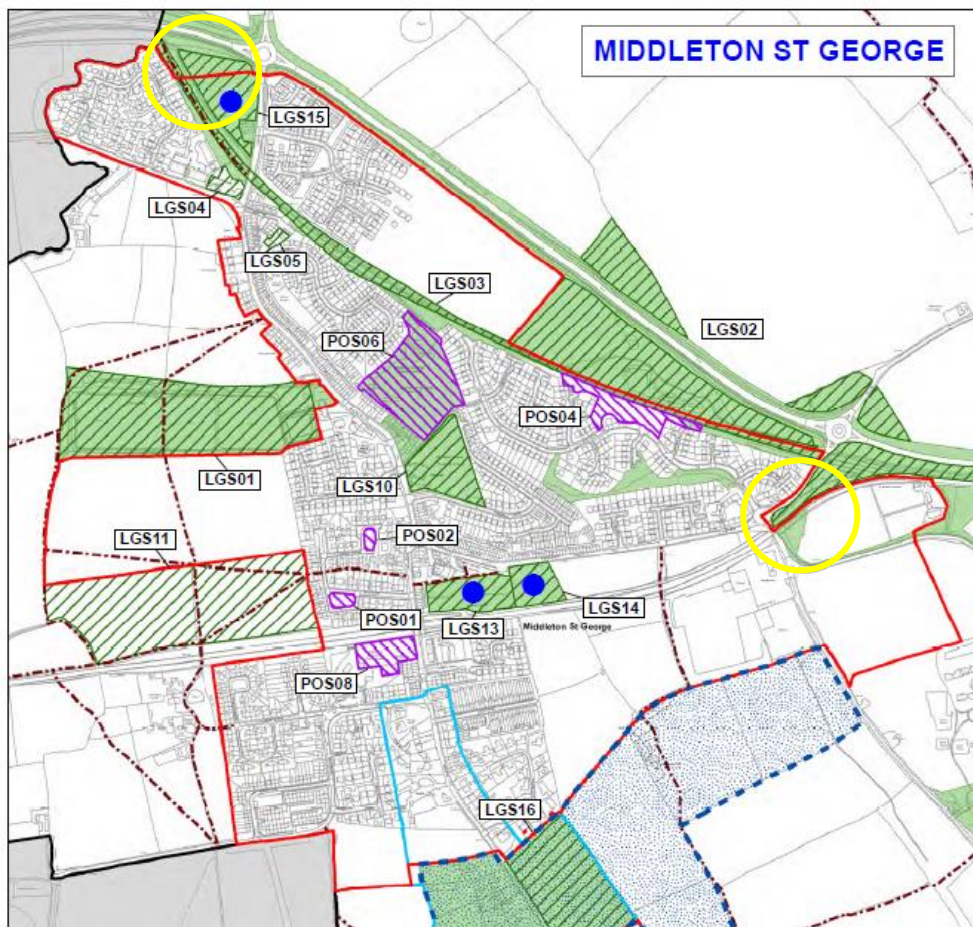 MIDDLETON ST GEORGE
LGS15
LGS04
LGS05
LGS03
LGS02
POS06
POS04
LGS01
LGS10
POS02
LGS11
POS01
LGS13
LGS14
Middleton St George
POS08
LGS16